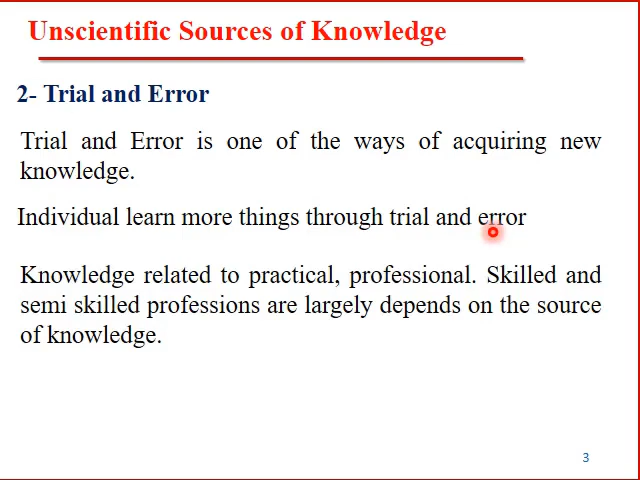 Unscientific Sources of Knowledge
2- Trial and Error
Trial and Error is one of the ways of acquiring new
knowledge.
Individual learn more things through trial and error
Knowledge related to practical, professional. Skilled and
semi skilled professions are largely depends on the source
of knowledge.
3